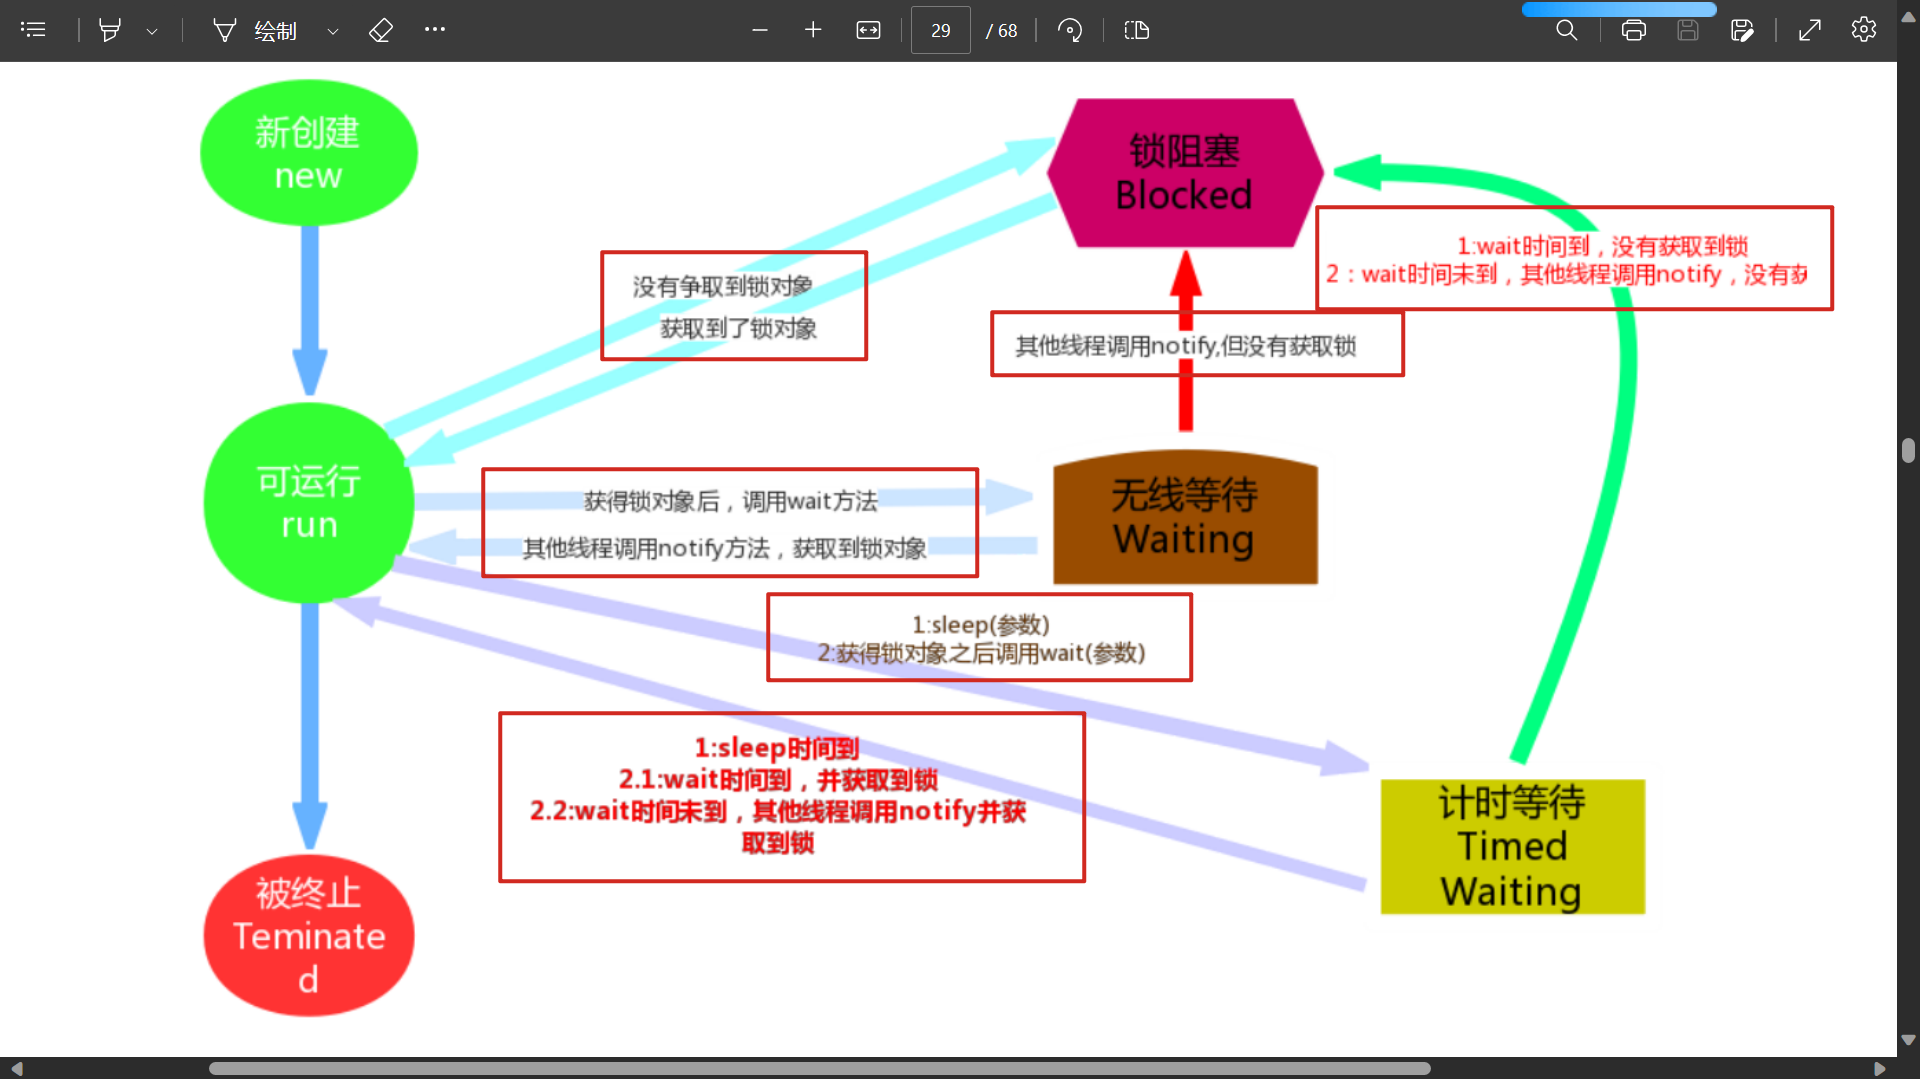 绘制
29
/ 68
新创建
new
锁阻塞
Blocked
1:wait时间到，没有获取到锁
2：wait时间未到，其他线程调用notify，没有获
没有争取到锁对象
获取到了锁对象
其他线程调用notify,但没有获取锁
可运行
run
获得锁对象后，调用wait方法
其他线程调用notify方法，获取到锁对象
无线等待
Waiting
1:sleep(参数)
2:获得锁对象之后调用wait(参数)
1:sleep时间到
2.1:wait时间到，并获取到锁
2.2:wait时间未到，其他线程调用notify并获
取到锁
计时等待
Timed
Waiting
被终止
Teminate
d